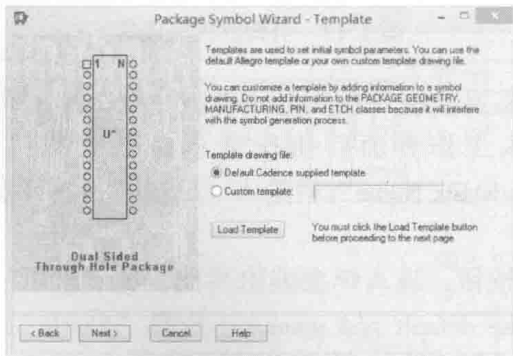 Package Symbol Wizard - Template
1 N
U*
Dual Sided
Through Hole Package
Templates are used to set initial symbol parameters. You can use the
default Allegro template or your own custom template drawing file.
You can customize a template by adding information to a symbol
drawing. Do not add information to the PACKAGE GEOMETRY,
MANUFACTURING, PIN, and ETCH classes because it will interfere
with the symbol generation process.
Template drawing file:
Default Cadence supplied template
Custom template:
Load Template
You must click the Load Template button
before proceeding to the next page
< Back
Next >
Cancel
Help